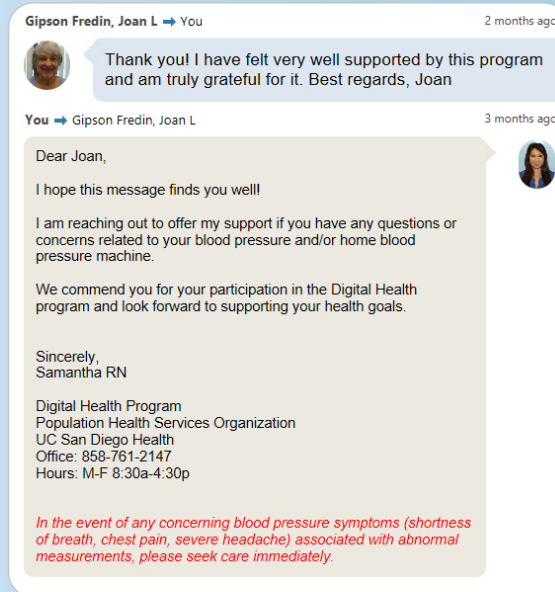 Gipson Fredin, Joan L ➡ You
2 months ago
Thank you! I have felt very well supported by this program
and am truly grateful for it. Best regards, Joan
You ➡ Gipson Fredin, Joan L
3 months ago
Dear Joan,
I hope this message finds you well!
I am reaching out to offer my support if you have any questions or
concerns related to your blood pressure and/or home blood
pressure machine.
We commend you for your participation in the Digital Health
program and look forward to supporting your health goals.
Sincerely,
Samantha RN
Digital Health Program
Population Health Services Organization
UC San Diego Health
Office: 858-761-2147
Hours: M-F 8:30a-4:30p
In the event of any concerning blood pressure symptoms (shortness
of breath, chest pain, severe headache) associated with abnormal
measurements, please seek care immediately.